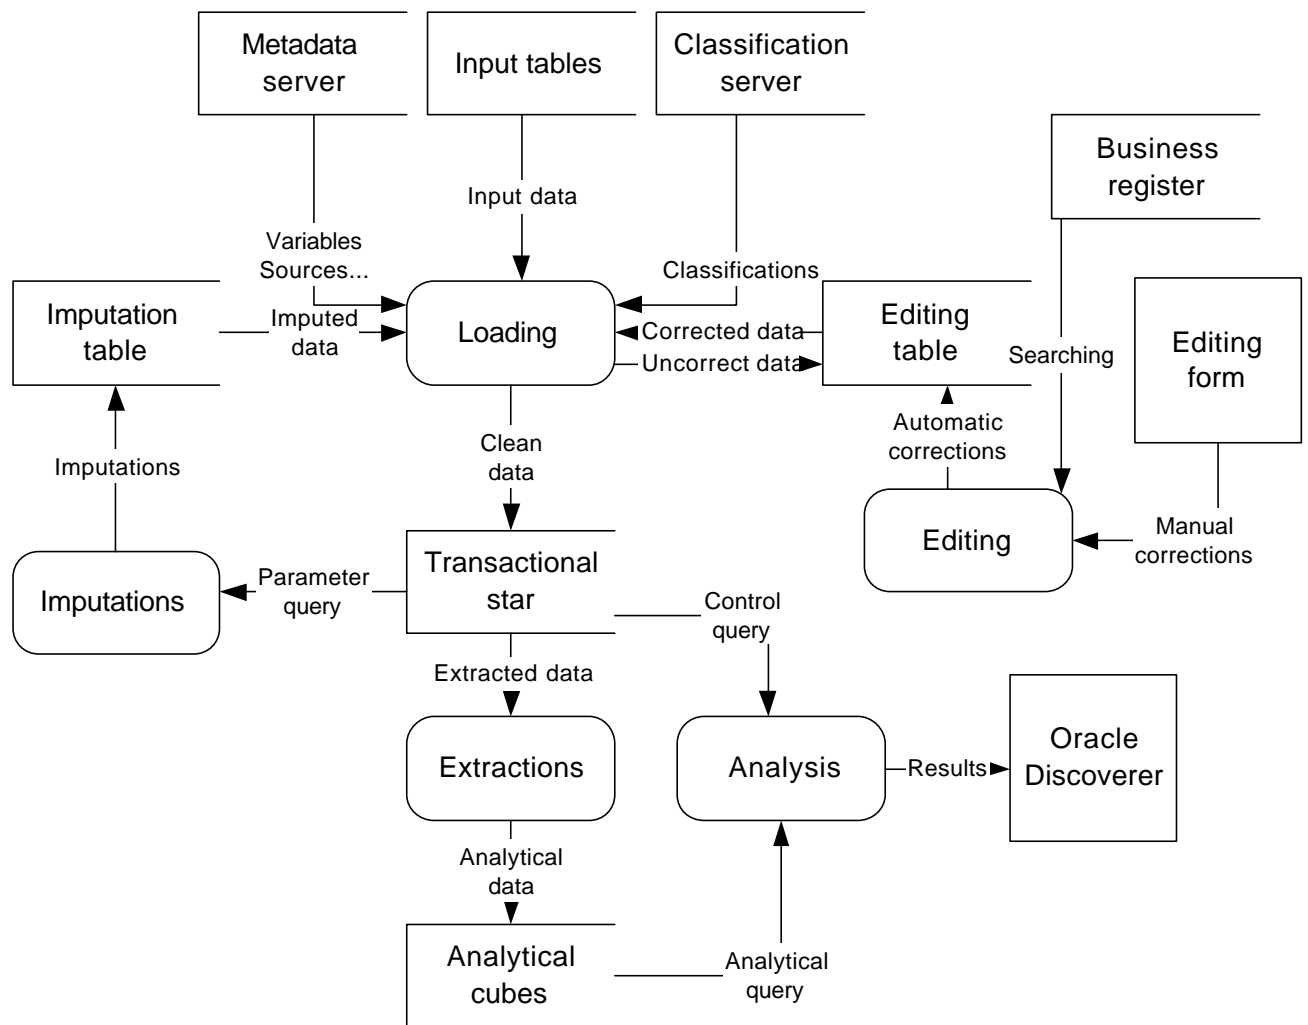 Metadata
server
Input tables
Classification
server
Business
register
Input data
Variables
Sources...
Classifications
Imputation
table
Imputed
data
Loading
Corrected data
Uncorrect data
Editing
table
Searching
Editing
form
Automatic
corrections
Clean
data
Imputations
Editing
Manual
corrections
Imputations
Parameter
query
Transactional
star
Control
query
Extracted data
Extractions
Analysis
Results
Oracle
Discoverer
Analytical
data
Analytical
cubes
Analytical
query